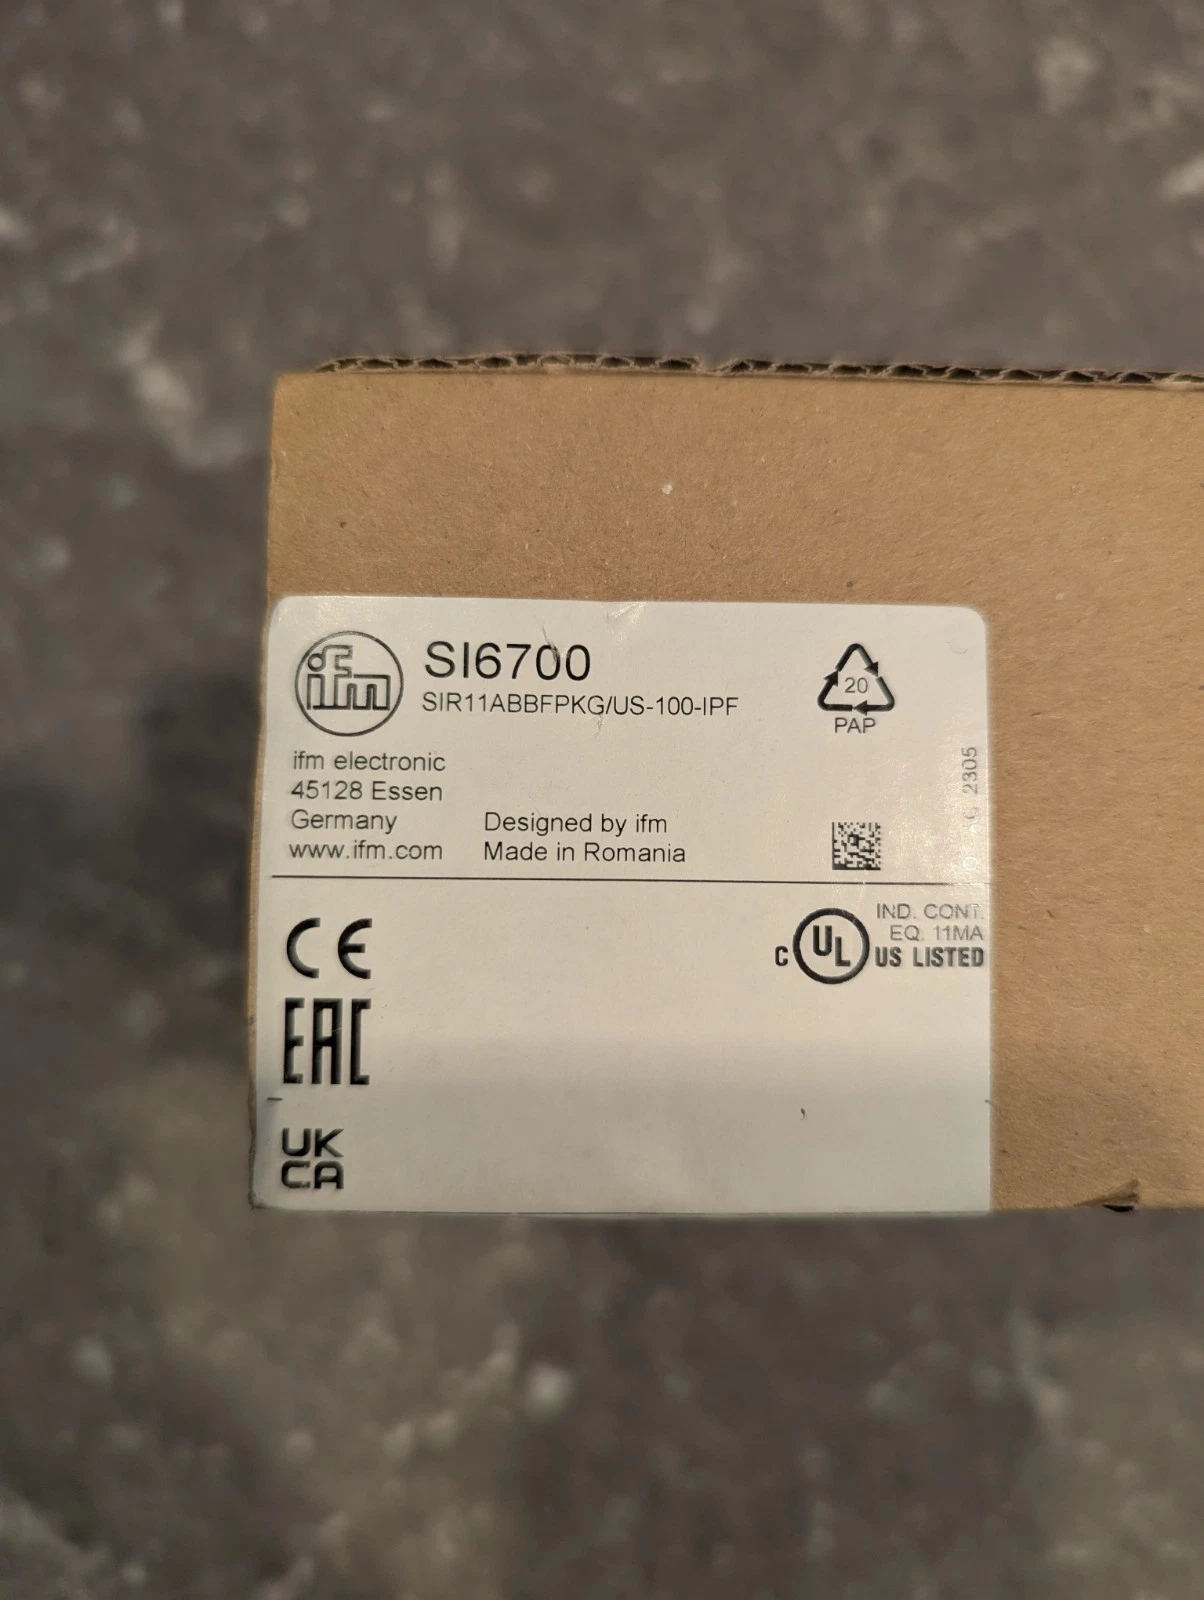 ifm
SI6700
SIR11ABBFPKG/US-100-IPF
20
PAP
ifm electronic
45128 Essen
Germany
www.ifm.com
Designed by ifm
Made in Romania
2305
CE
EAC
UK
CA
C UL US LISTED
IND. CONT.
EQ. 11MA